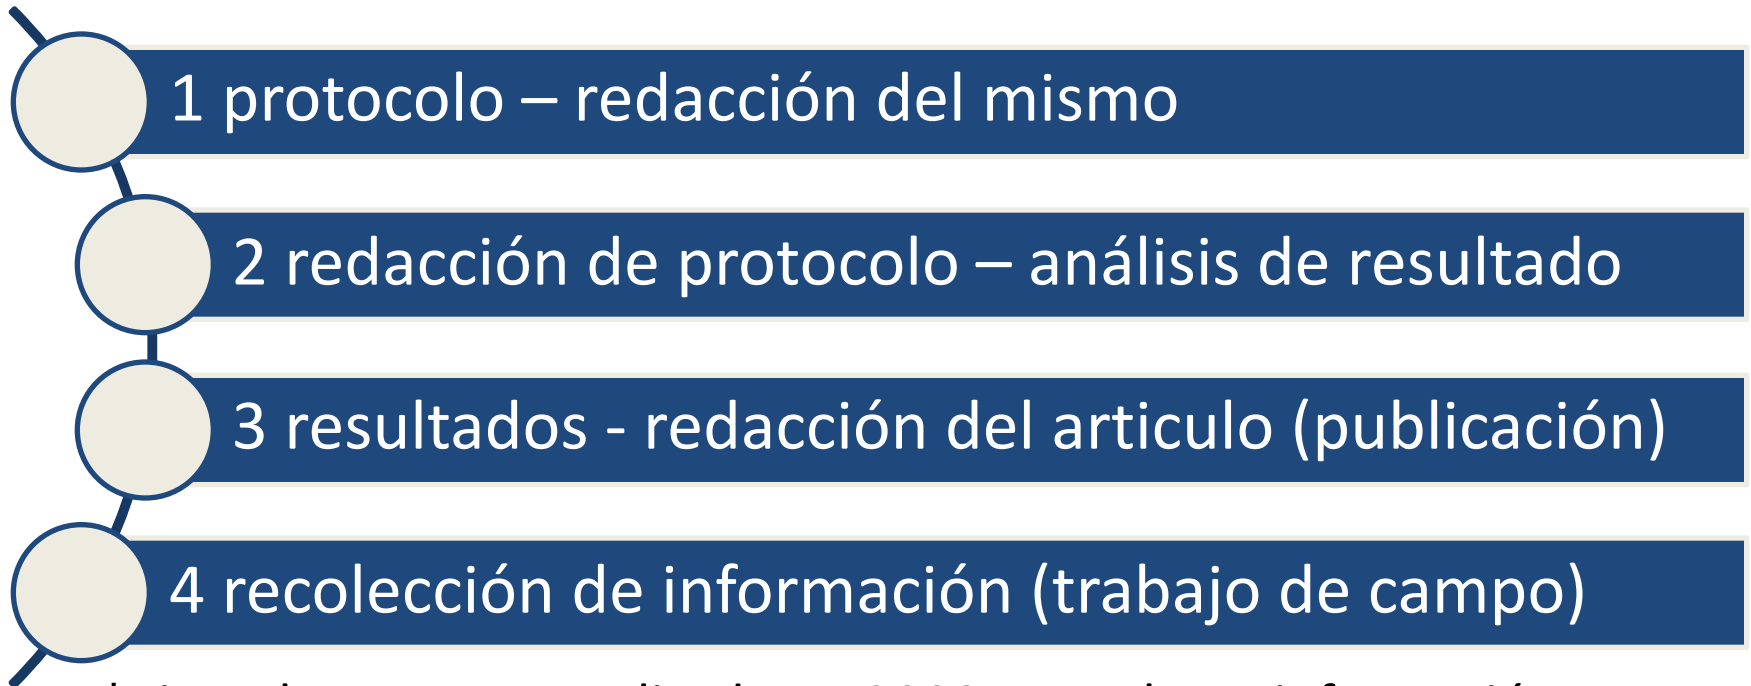 1 protocolo – redacción del mismo
2 redacción de protocolo – análisis de resultado
3 resultados - redacción del articulo (publicación)
4 recolección de información (trabajo de campo)